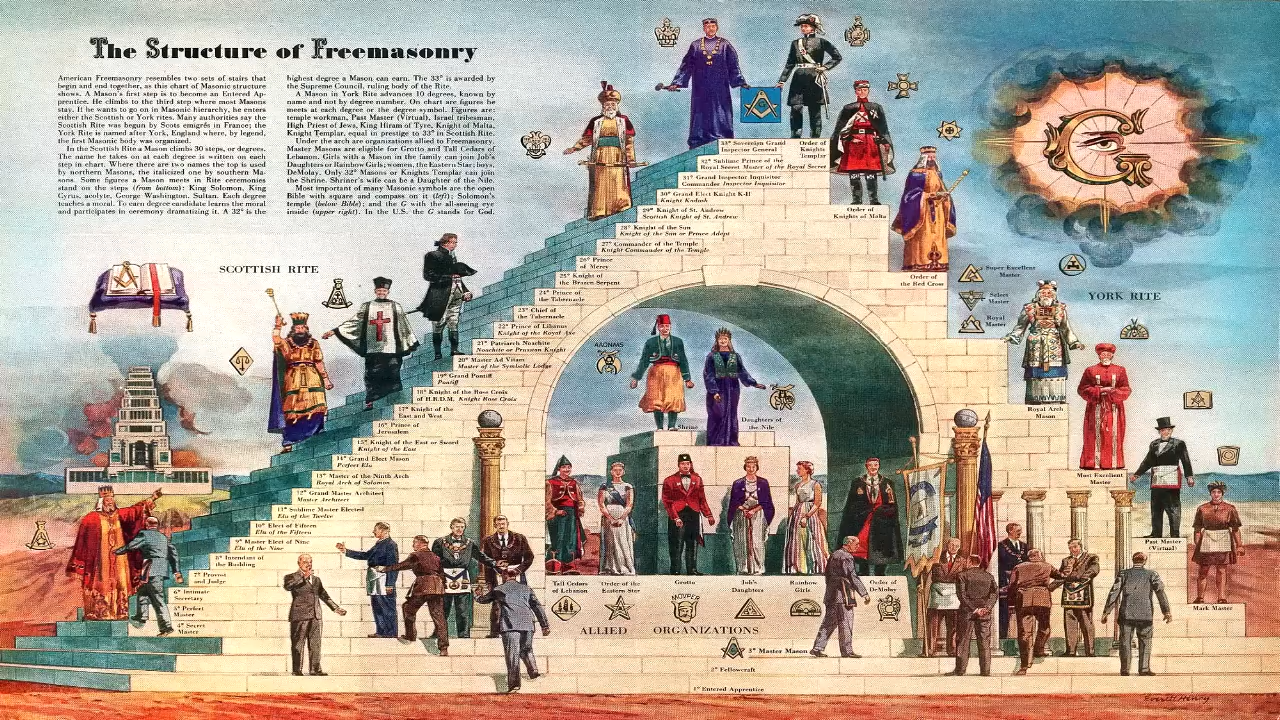 The Structure of Freemasonry
American Freemasonry resembles two sets of stairs that
begin and end together, as this chart of Masonic structure
shows. A Mason's first step is to become an Entered Ap-
prentice. He climbs to the third step where most Masons
stay. If he wants to go on in Masonic hierarchy, he enters
either the Scottish or York rites. Many authorities say the
Scottish Rite was begun by Scots emigrés in France; the
York Rite is named after York, England where, by legend,
the first Masonic body was organized.
In the Scottish Rite a Mason climbs 30 steps, or degrees.
The name he takes on at each degree is written on each
step in chart. Where there are two names the top is used
by northern Masons, the italicized one by southern Ma-
sons. Some figures a Mason meets in Rite ceremonies
stand on the steps (from bottom): King Solomon, King
Cyrus, acolyte, George Washington, Sultan. Each degree
teaches a moral. To earn degree candidate learns the moral
and participates in ceremony dramatizing it. A 32° is the
highest degree a Mason can earn. The 33° is awarded by
the Supreme Council, ruling body of the Rite.
A Mason in York Rite advances 10 degrees, known by
name and not by degree number. On chart are figures he
meets at each degree or the degree symbol. Figures are:
temple workman, Past Master (Virtual), Israel tribesman,
High Priest of Jews, King Hiram of Tyre, Knight of Malta,
Knight Templar, equal in prestige to 33° in Scottish Rite.
Under the arch are organizations allied to Freemasonry.
Master Masons are eligible for Grotto and Tall Cedars of
Lebanon. Girls with a Mason in the family can join Job's
Daughters or Rainbow Girls; women, the Eastern Star; boys,
DeMolay. Only 32° Masons or Knights Templar can join
the Shrine. Shriner's wife can be a Daughter of the Nile.
Most important of many Masonic symbols are the open
Bible with square and compass on it (left); Solomon's
temple (below Bible); and the G with the all-seeing eye
inside (upper right). In the U.S. the G stands for God
SCOTTISH RITE
YORK RITE
G
33° Sovereign Grand
Inspector General
32° Sublime Prince of the
Royal Secret Master of the Royal Secret
31° Grand Inspector Inquisitor
Commander Inspector Inquisitor
30° Grand Elect Knight K-H
Knight Kadosh
29° Knight of St. Andrew
Scottish Knight of St. Andrew
28° Knight of the Sun
Knight of the Sun or Prince Adept
27° Commander of the Temple
Knight Commander of the Temple
26° Prince
of Mercy
25° Knight of
the Brazen Serpent
24° Prince of
the Tabernacle
23° Chief of
the Tabernacle
22° Prince of Libanus
Knight of the Royal Axe
21° Patriarch Noachite
Noachite or Prussian Knight
20° Master Ad Vitam
Master of the Symbolic Lodge
19° Grand Pontiff
Pontiff
18° Knight of the Rose Croix
of H.R.D.M. Knight Rose Croix
17° Knight of the
East and West
16° Prince of
Jerusalem
15° Knight of the East or Sword
Knight of the East
14° Grand Elect Mason
Perfect Elu
13° Master of the Ninth Arch
Royal Arch of Solomon
12° Grand Master Architect
Master Architect
11° Sublime Master Elected
Elu of the Twelve
10° Elect of Fifteen
Elu of the Fifteen
9° Master Elect of Nine
Elu of the Nine
8° Intendant of
the Building
7° Provost
and Judge
6° Intimate
Secretary
5° Perfect
Master
4° Secret
Master
Order of
Knights
Templar
Order of
Knights of Malta
Order of
the Red Cross
Super Excellent
Master
Select
Master
Royal
Master
Royal Arch
Mason
Most Excellent
Master
Past Master
(Virtual)
Mark Master
AAONMS
Shrine
Daughters of
the Nile
Tall Cedars
of Lebanon
Order of the
Eastern Star
Grotto
Job's
Daughters
Rainbow
Girls
Order of
DeMolay
MOVPER
ALLIED ORGANIZATIONS
3° Master Mason
2° Fellowcraft
1° Entered Apprentice